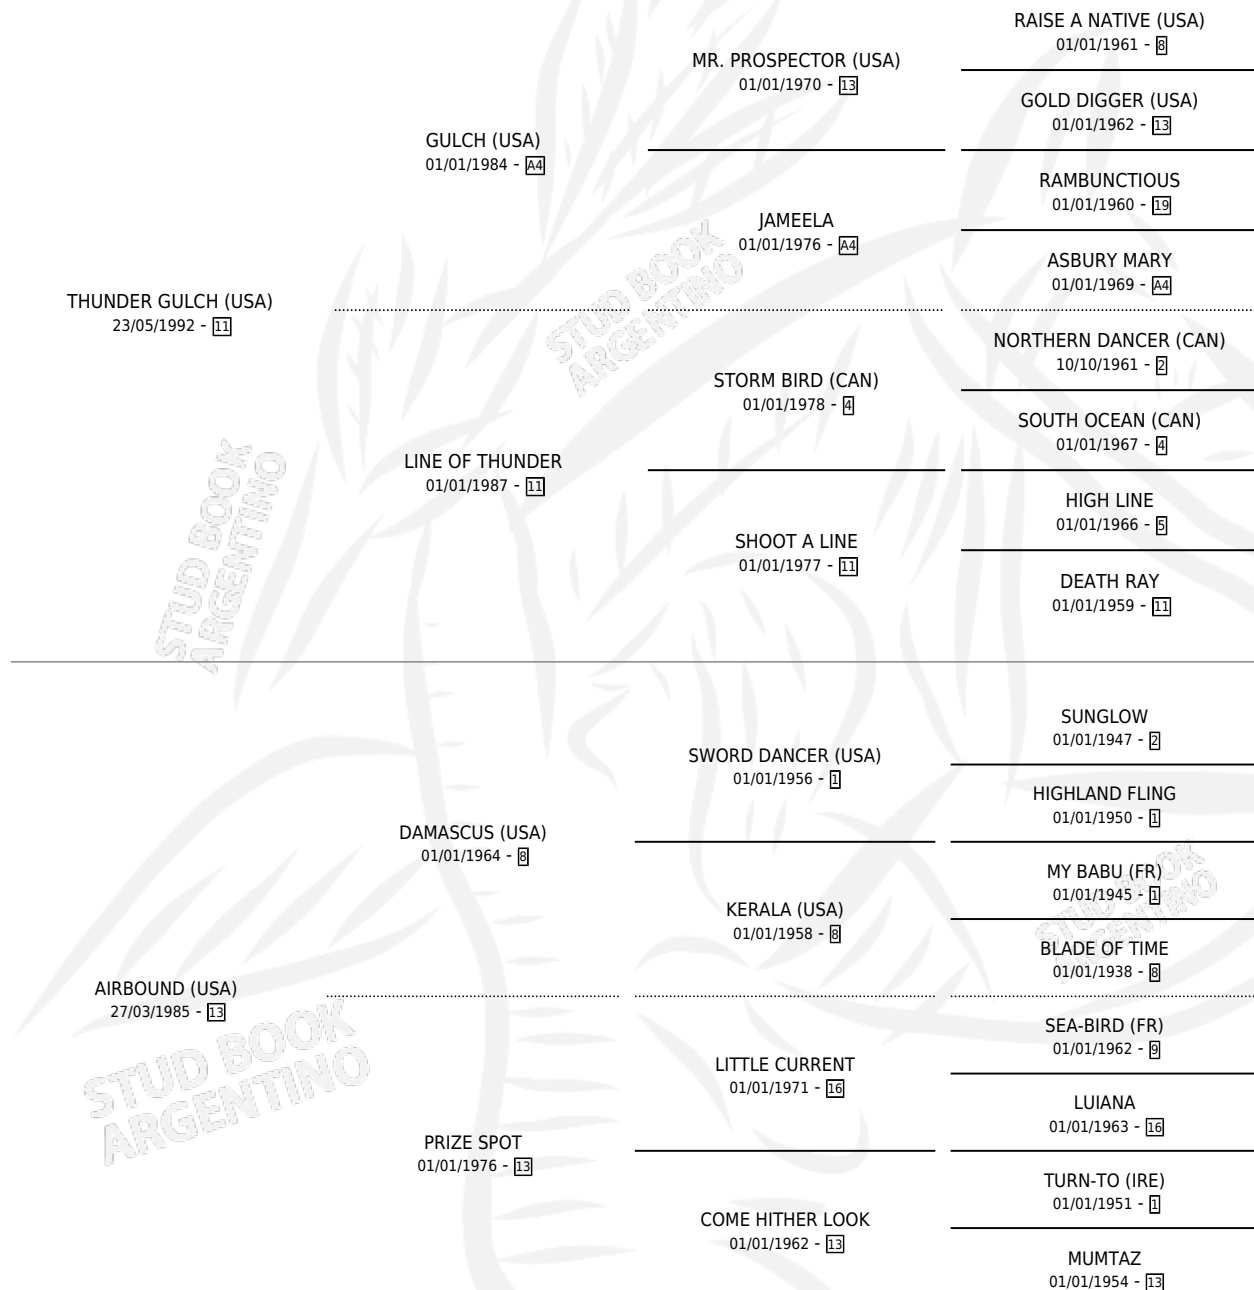 RAISE A NATIVE (USA)
01/01/1961 - 8
MR. PROSPECTOR (USA)
01/01/1970 - 13
GOLD DIGGER (USA)
01/01/1962 - 13
GULCH (USA)
01/01/1984 - A4
RAMBUNCTIOUS
01/01/1960 - 19
JAMEELA
01/01/1976 - A4
ASBURY MARY
01/01/1969 - A4
THUNDER GULCH (USA)
23/05/1992 - 11
NORTHERN DANCER (CAN)
10/10/1961 - 2
STORM BIRD (CAN)
01/01/1978 - 4
SOUTH OCEAN (CAN)
01/01/1967 - 4
LINE OF THUNDER
01/01/1987 - 11
HIGH LINE
01/01/1966 - 5
SHOOT A LINE
01/01/1977 - 11
DEATH RAY
01/01/1959 - 11
SUNGLOW
01/01/1947 - 2
SWORD DANCER (USA)
01/01/1956 - 1
HIGHLAND FLING
01/01/1950 - 1
DAMASCUS (USA)
01/01/1964 - 8
MY BABU (FR)
01/01/1945 - 1
KERALA (USA)
01/01/1958 - 8
BLADE OF TIME
01/01/1938 - 8
AIRBOUND (USA)
27/03/1985 - 13
SEA-BIRD (FR)
01/01/1962 - 9
LITTLE CURRENT
01/01/1971 - 16
LUIANA
01/01/1963 - 16
PRIZE SPOT
01/01/1976 - 13
TURN-TO (IRE)
01/01/1951 - 1
COME HITHER LOOK
01/01/1962 - 13
MUMTAZ
01/01/1954 - 13
STUD BOOK
ARGENTINO
STUD BOOK
ARGENTINO
STUD BOOK
ARGENTINO
STUD BOOK
ARGENTINO